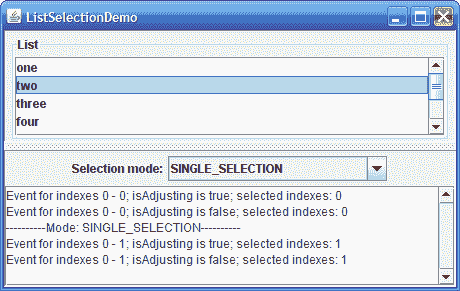 ListSelectionDemo
List
one
two
three
four
Selection mode: SINGLE_SELECTION
Event for indexes 0 - 0; isAdjusting is true; selected indexes: 0
Event for indexes 0 - 0; isAdjusting is false; selected indexes: 0
----------Mode: SINGLE_SELECTION----------
Event for indexes 0 - 1; isAdjusting is true; selected indexes: 1
Event for indexes 0 - 1; isAdjusting is false; selected indexes: 1